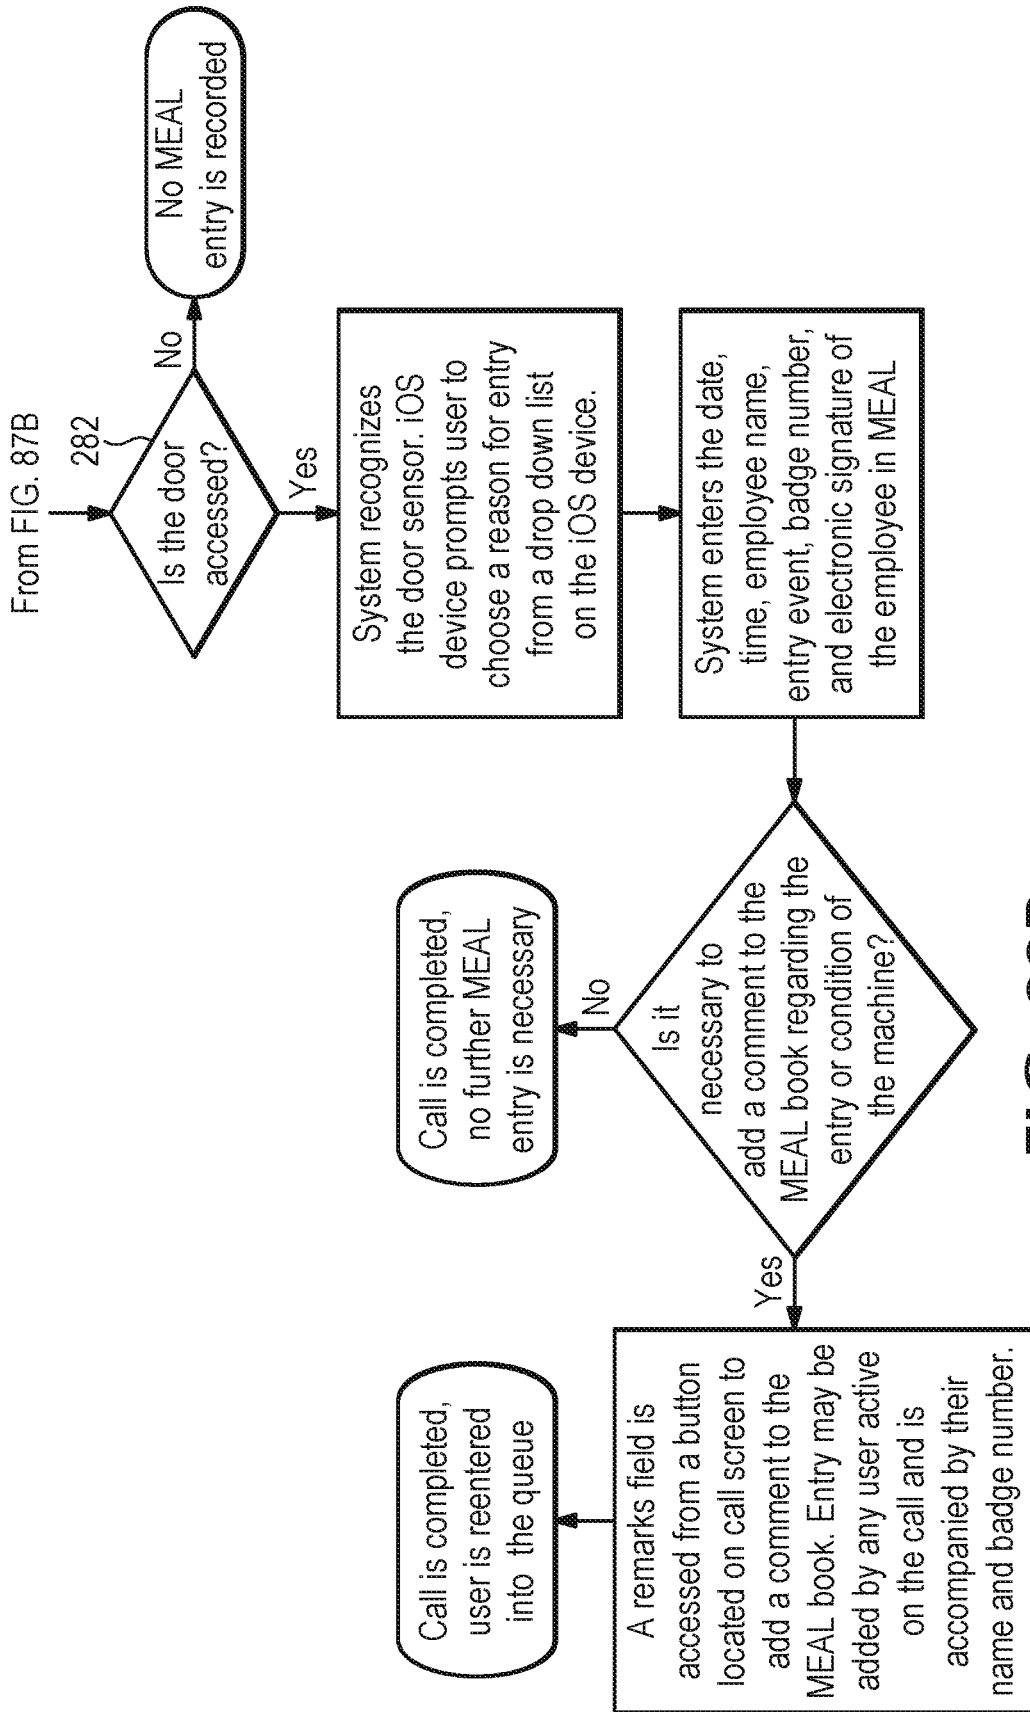 From FIG. 87B
282
Is the door
accessed?
No
No MEAL
entry is recorded
Yes
System recognizes
the door sensor. iOS
device prompts user to
choose a reason for entry
from a drop down list
on the iOS device.
System enters the date,
time, employee name,
entry event, badge number,
and electronic signature of
the employee in MEAL
Is it
necessary to
add a comment to the
MEAL book regarding the
entry or condition of
the machine?
No
Call is completed,
no further MEAL
entry is necessary
Yes
A remarks field is
accessed from a button
located on call screen to
add a comment to the
MEAL book. Entry may be
added by any user active
on the call and is
accompanied by their
name and badge number.
Call is completed,
user is reentered
into the queue